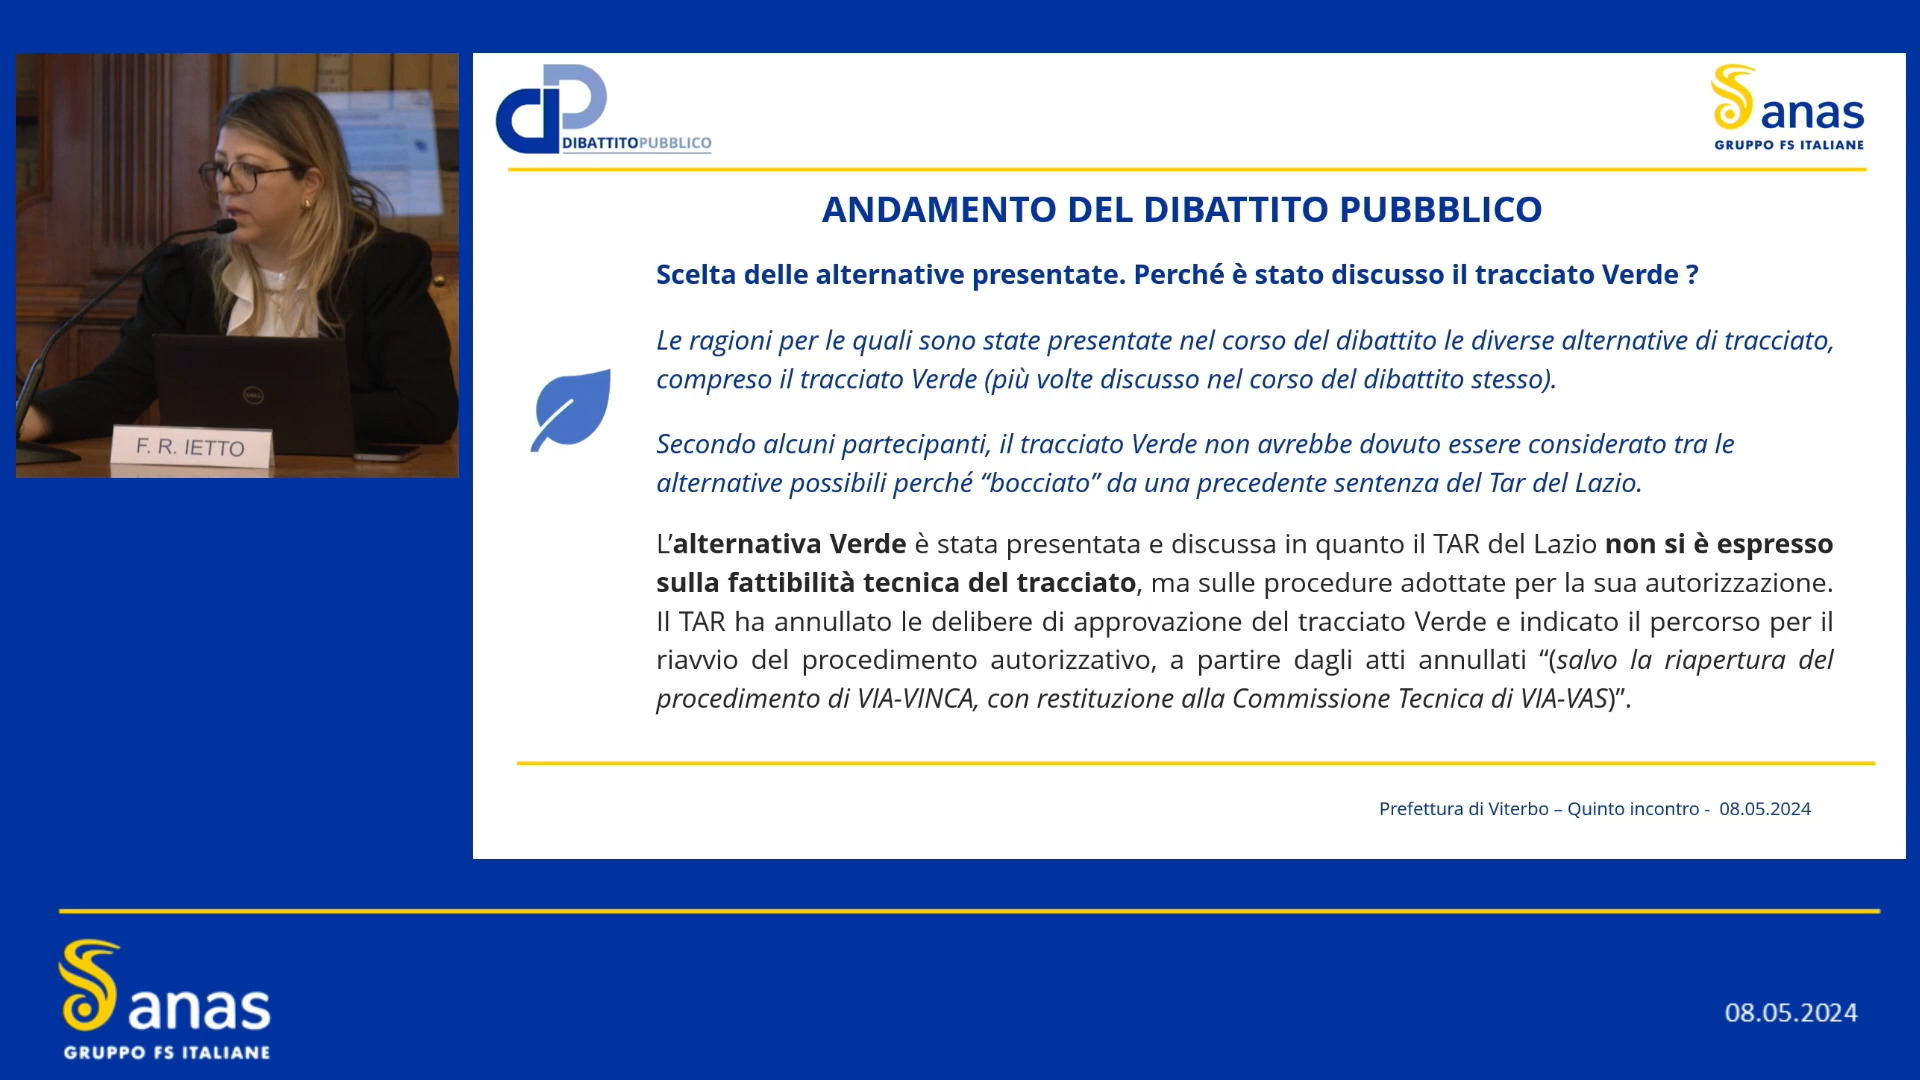 F. R. IETTO
DIBATTITOPUBBLICO
anas
GRUPPO FS ITALIANE
ANDAMENTO DEL DIBATTITO PUBBBLICO
Scelta delle alternative presentate. Perché è stato discusso il tracciato Verde ?
Le ragioni per le quali sono state presentate nel corso del dibattito le diverse alternative di tracciato,
compreso il tracciato Verde (più volte discusso nel corso del dibattito stesso).
Secondo alcuni partecipanti, il tracciato Verde non avrebbe dovuto essere considerato tra le
alternative possibili perché “bocciato” da una precedente sentenza del Tar del Lazio.
L’alternativa Verde è stata presentata e discussa in quanto il TAR del Lazio non si è espresso
sulla fattibilità tecnica del tracciato, ma sulle procedure adottate per la sua autorizzazione.
Il TAR ha annullato le delibere di approvazione del tracciato Verde e indicato il percorso per il
riavvio del procedimento autorizzativo, a partire dagli atti annullati “(salvo la riapertura del
procedimento di VIA-VINCA, con restituzione alla Commissione Tecnica di VIA-VAS)”.
Prefettura di Viterbo – Quinto incontro - 08.05.2024
anas
GRUPPO FS ITALIANE
08.05.2024